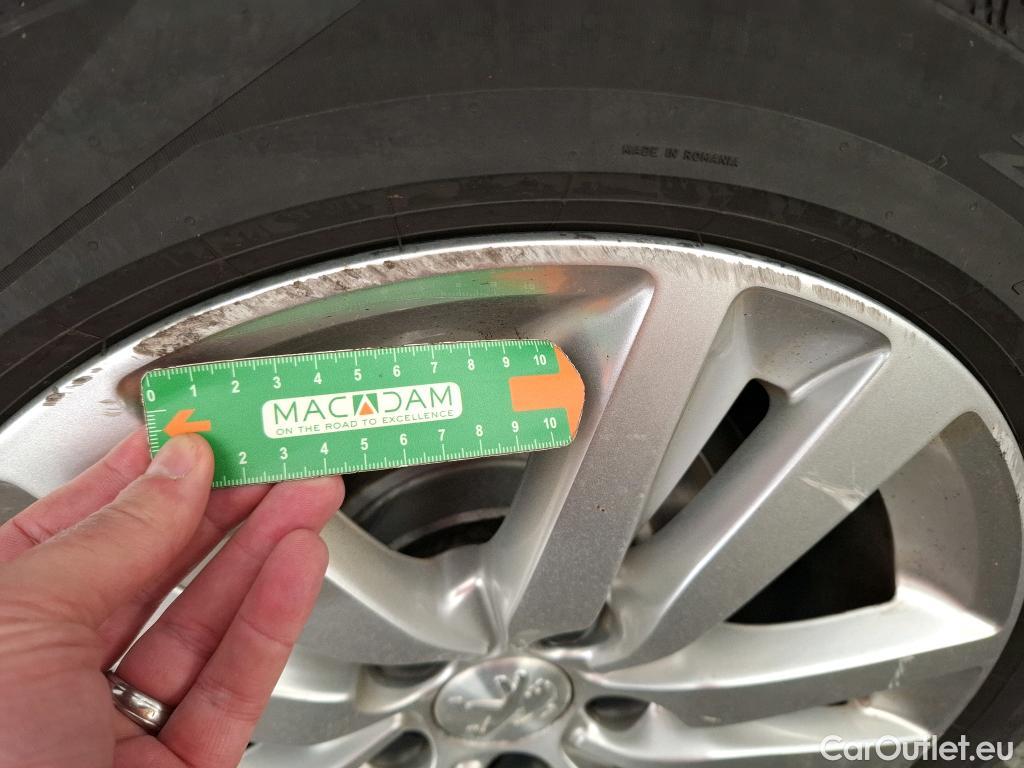 MADE IN ROMANIA
0 1 2 3 4 5 6 7 8 9 10
MACADAM
ON THE ROAD TO EXCELLENCE
2 3 4 5 6 7 8 9 10
CarOutlet.eu